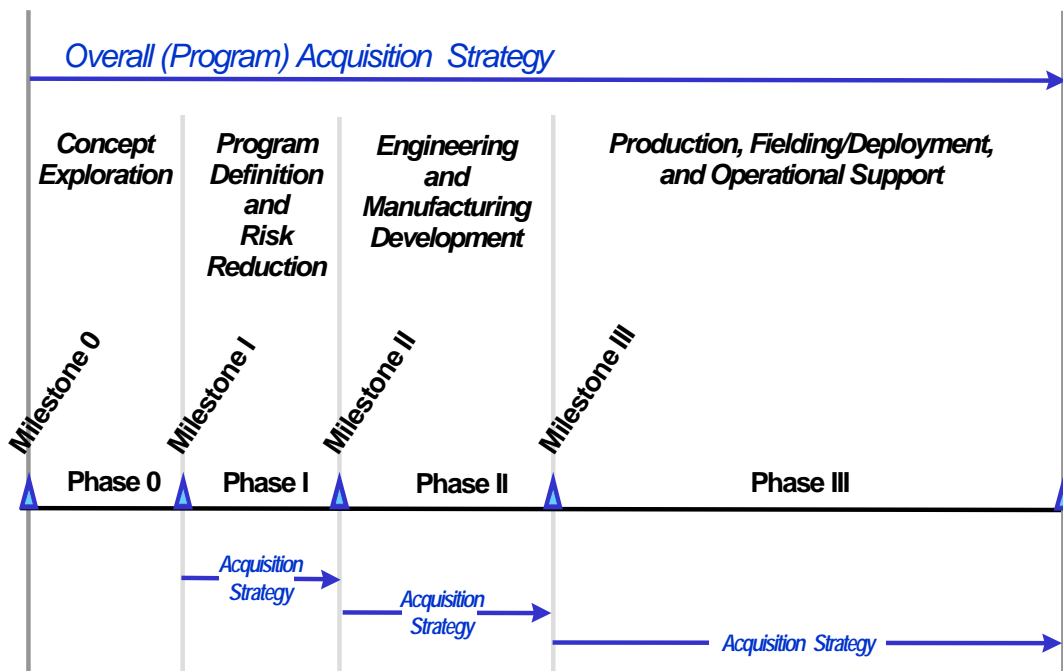 Overall (Program) Acquisition Strategy
Concept
Exploration
Program
Definition
and
Risk
Reduction
Engineering
and
Manufacturing
Development
Production, Fielding/Deployment,
and Operational Support
Milestone 0
Milestone I
Milestone II
Milestone III
Phase 0
Phase I
Phase II
Phase III
Acquisition
Strategy
Acquisition
Strategy
Acquisition Strategy